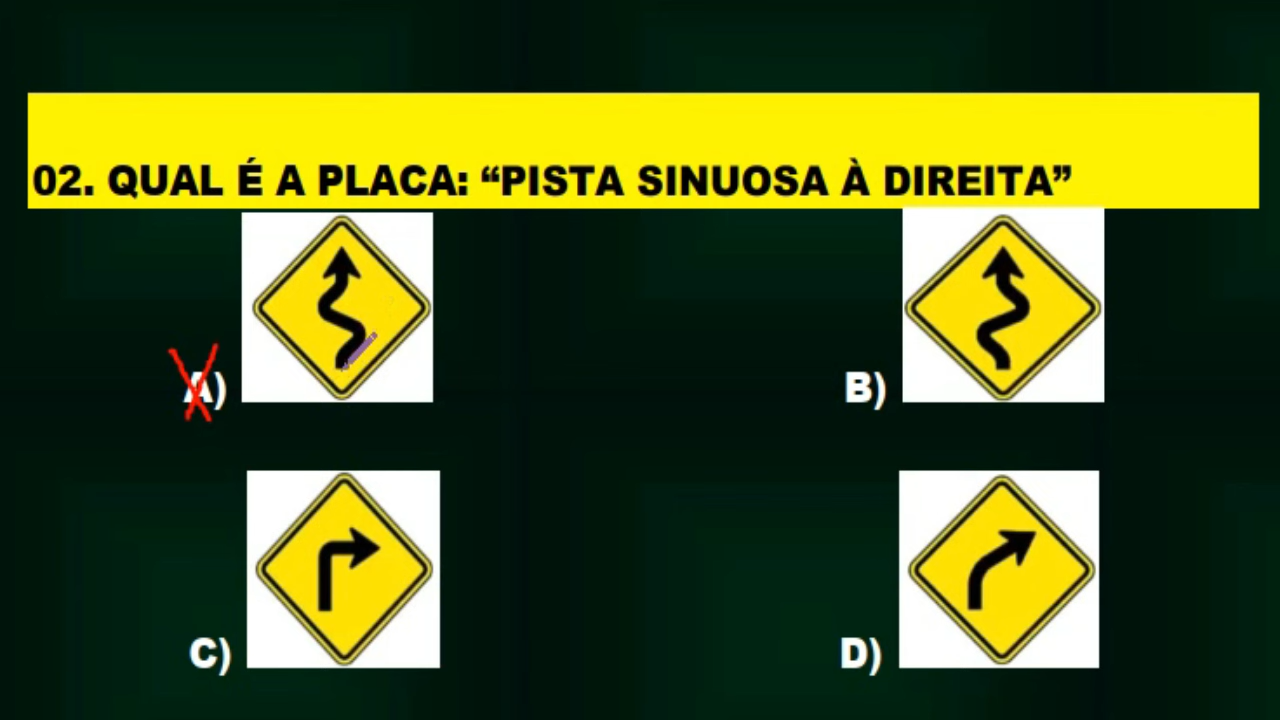 02. QUAL É A PLACA: “PISTA SINUOSA À DIREITA”
A)
B)
C)
D)